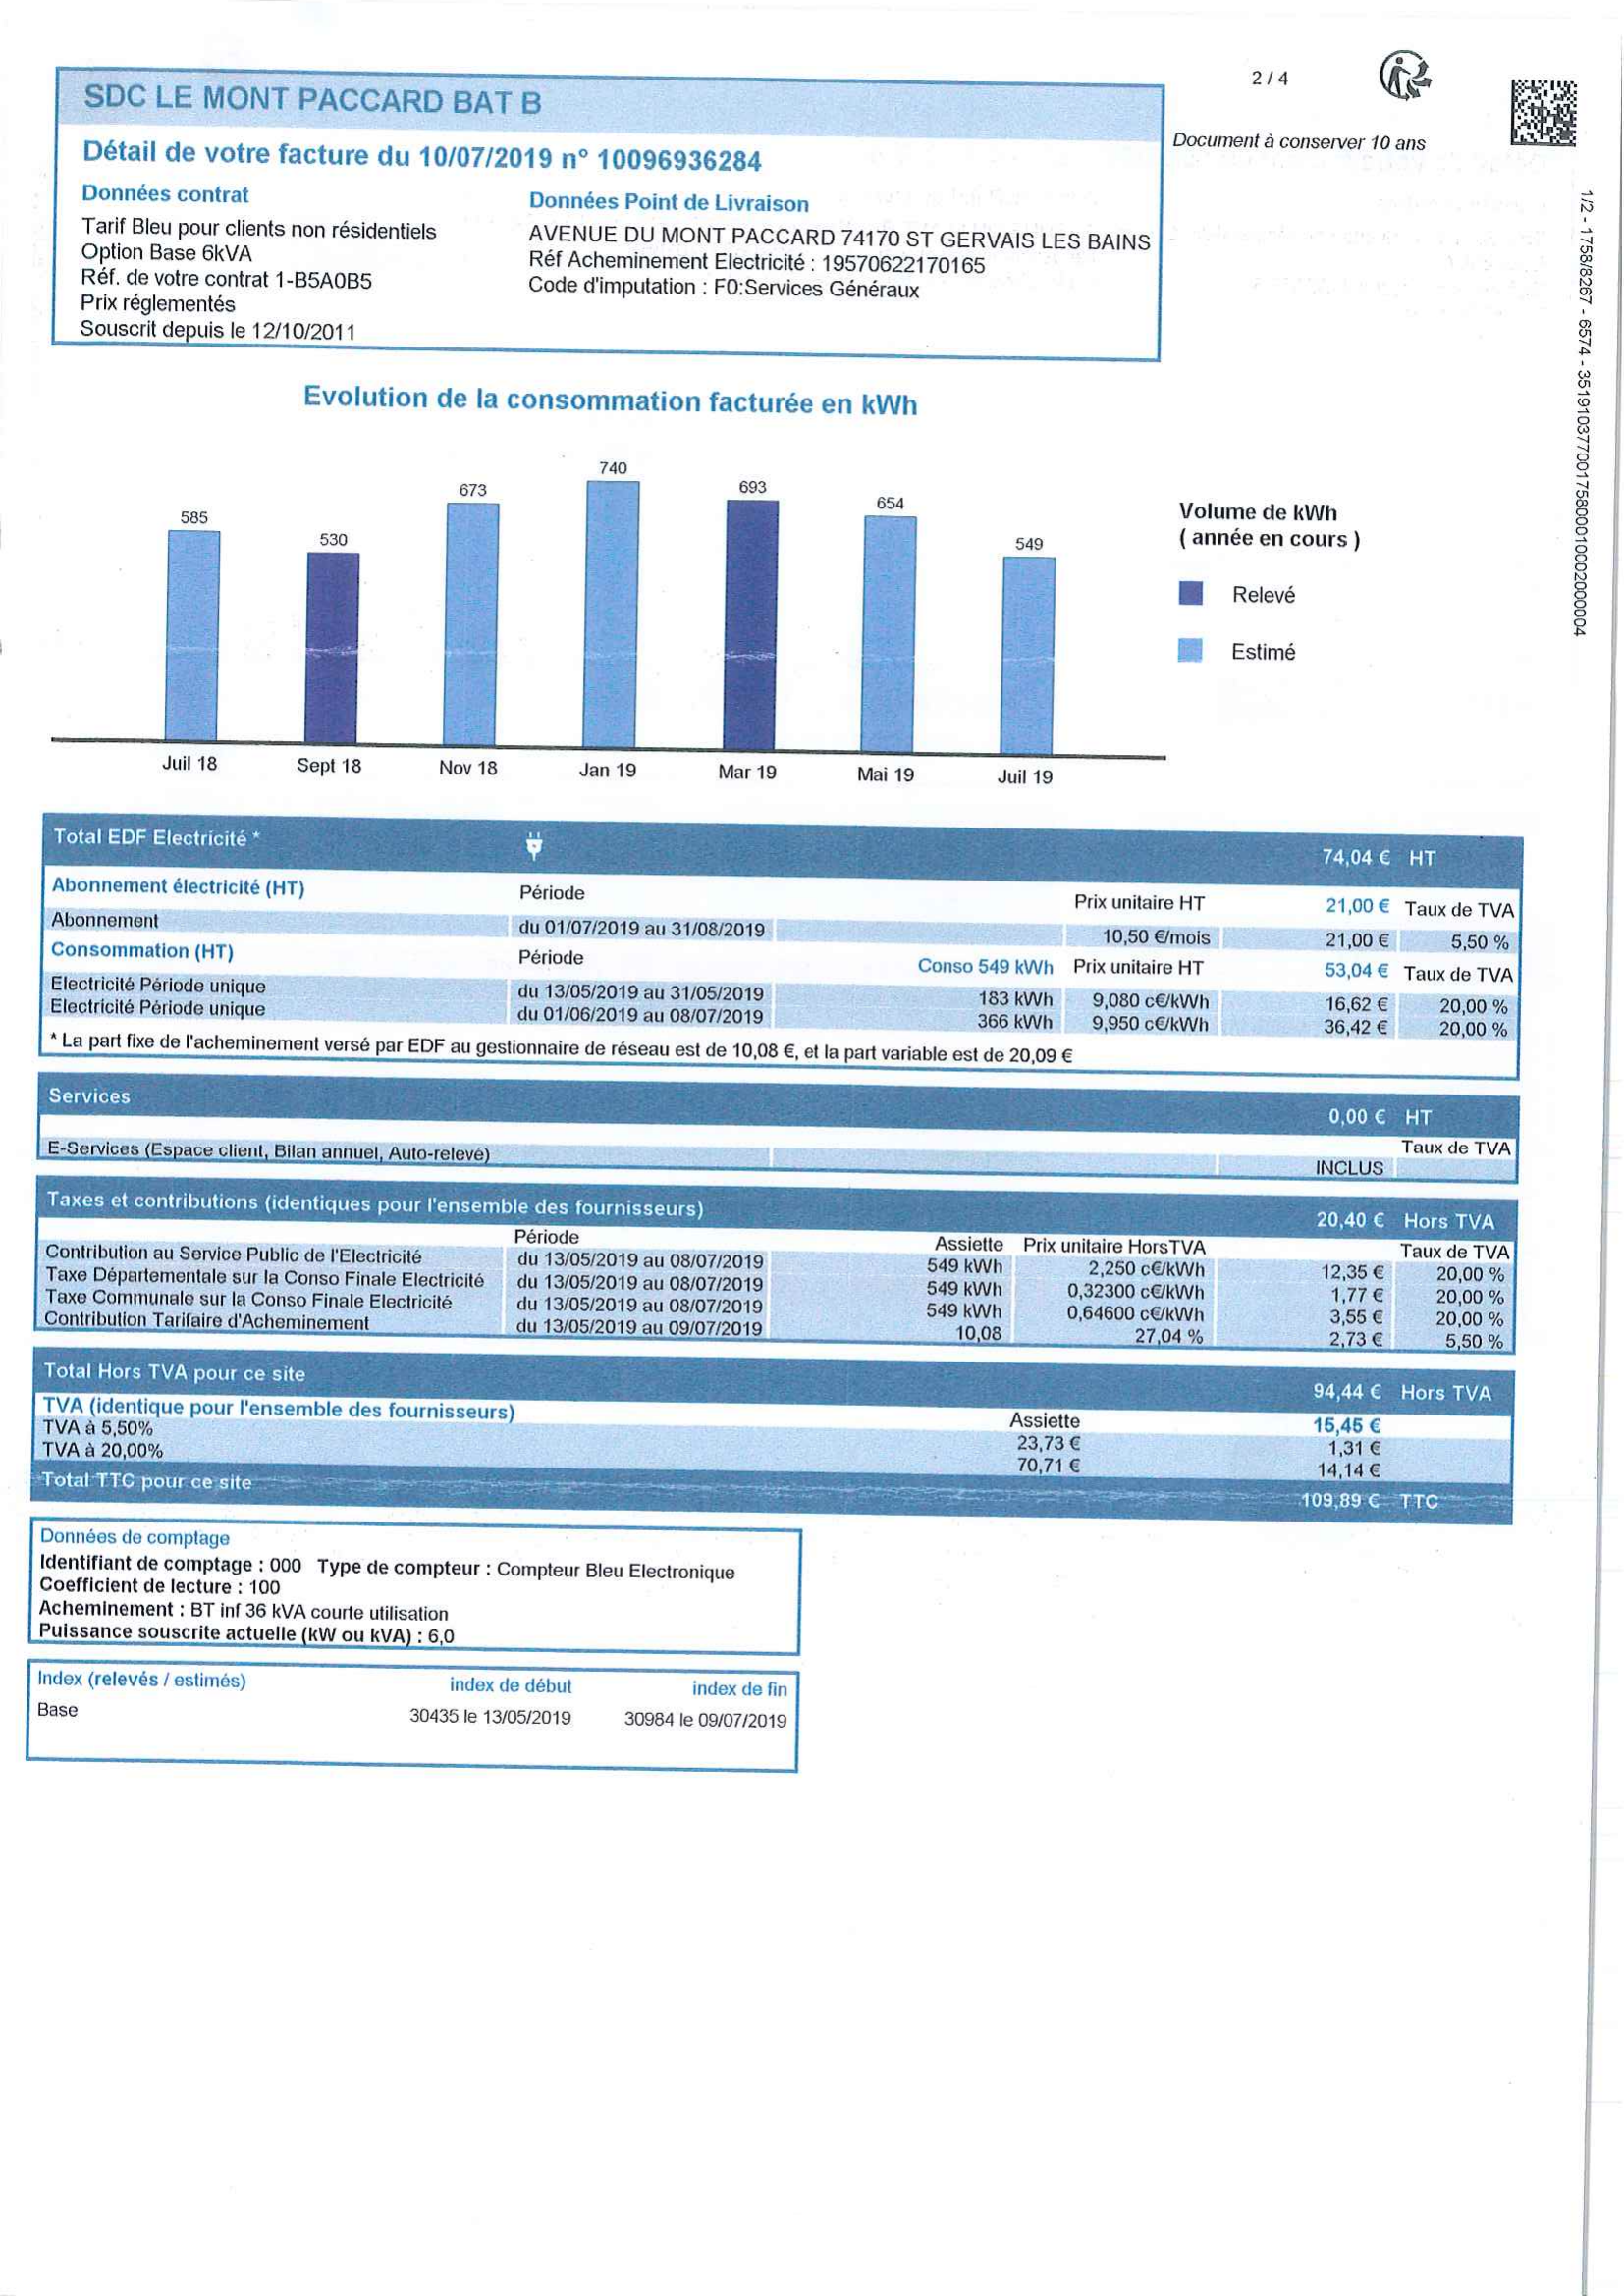 SDC LE MONT PACCARD BAT B
2 / 4
Document à conserver 10 ans
Détail de votre facture du 10/07/2019 n° 10096936284
Données contrat
Tarif Bleu pour clients non résidentiels
Option Base 6kVA
Réf. de votre contrat 1-B5A0B5
Prix réglementés
Souscrit depuis le 12/10/2011
Données Point de Livraison
AVENUE DU MONT PACCARD 74170 ST GERVAIS LES BAINS
Réf Acheminement Electricité : 19570622170165
Code d'imputation : F0:Services Généraux
1/2 - 1758/8267 - 6574 - 3519103770017580001000200004
Evolution de la consommation facturée en kWh
585
530
673
740
693
654
549
Juil 18
Sept 18
Nov 18
Jan 19
Mar 19
Mai 19
Juil 19
Volume de kWh
( année en cours )
Relevé
Estimé
Total EDF Electricité * 74,04 € HT
Abonnement électricité (HT) Période Prix unitaire HT 21,00 € Taux de TVA
Abonnement du 01/07/2019 au 31/08/2019 10,50 €/mois 21,00 € 5,50 %
Consommation (HT) Période Conso 549 kWh Prix unitaire HT 53,04 € Taux de TVA
Electricité Période unique du 13/05/2019 au 31/05/2019 183 kWh 9,080 c€/kWh 16,62 € 20,00 %
Electricité Période unique du 01/06/2019 au 08/07/2019 366 kWh 9,950 c€/kWh 36,42 € 20,00 %
* La part fixe de l'acheminement versé par EDF au gestionnaire de réseau est de 10,08 €, et la part variable est de 20,09 €
Services 0,00 € HT
Taux de TVA
E-Services (Espace client, Bilan annuel, Auto-relevé) INCLUS
Taxes et contributions (identiques pour l'ensemble des fournisseurs) 20,40 € Hors TVA
Période Assiette Prix unitaire HorsTVA Taux de TVA
Contribution au Service Public de l'Electricité du 13/05/2019 au 08/07/2019 549 kWh 2,250 c€/kWh 12,35 € 20,00 %
Taxe Départementale sur la Conso Finale Electricité du 13/05/2019 au 08/07/2019 549 kWh 0,32300 c€/kWh 1,77 € 20,00 %
Taxe Communale sur la Conso Finale Electricité du 13/05/2019 au 08/07/2019 549 kWh 0,64600 c€/kWh 3,55 € 20,00 %
Contribution Tarifaire d'Acheminement du 13/05/2019 au 09/07/2019 10,08 27,04 % 2,73 € 5,50 %
Total Hors TVA pour ce site 94,44 € Hors TVA
TVA (identique pour l'ensemble des fournisseurs) Assiette 15,45 €
TVA à 5,50% 23,73 € 1,31 €
TVA à 20,00% 70,71 € 14,14 €
Total TTC pour ce site 109,89 € TTC
Données de comptage
Identifiant de comptage : 000 Type de compteur : Compteur Bleu Electronique
Coefficient de lecture : 100
Acheminement : BT inf 36 kVA courte utilisation
Puissance souscrite actuelle (kW ou kVA) : 6,0
Index (relevés / estimés) index de début index de fin
Base 30435 le 13/05/2019 30984 le 09/07/2019